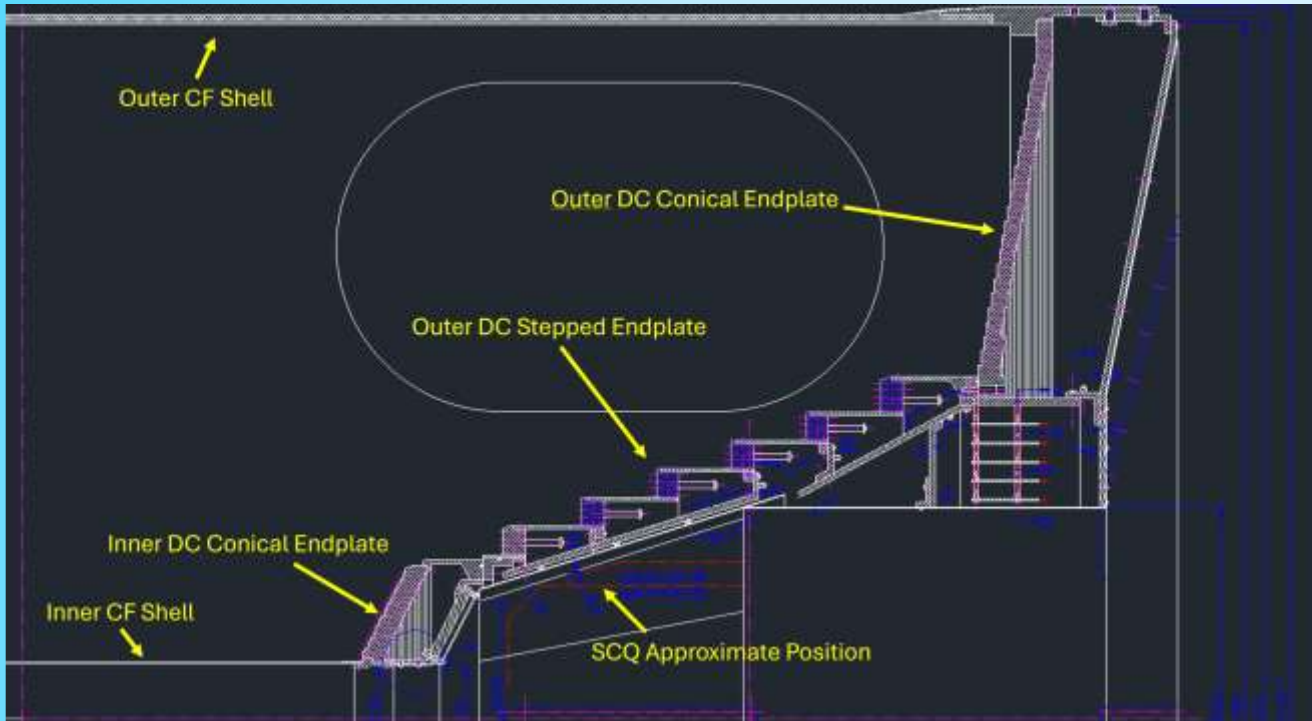 Outer CF Shell
Outer DC Conical Endplate
Outer DC Stepped Endplate
Inner DC Conical Endplate
Inner CF Shell
SCQ Approximate Position